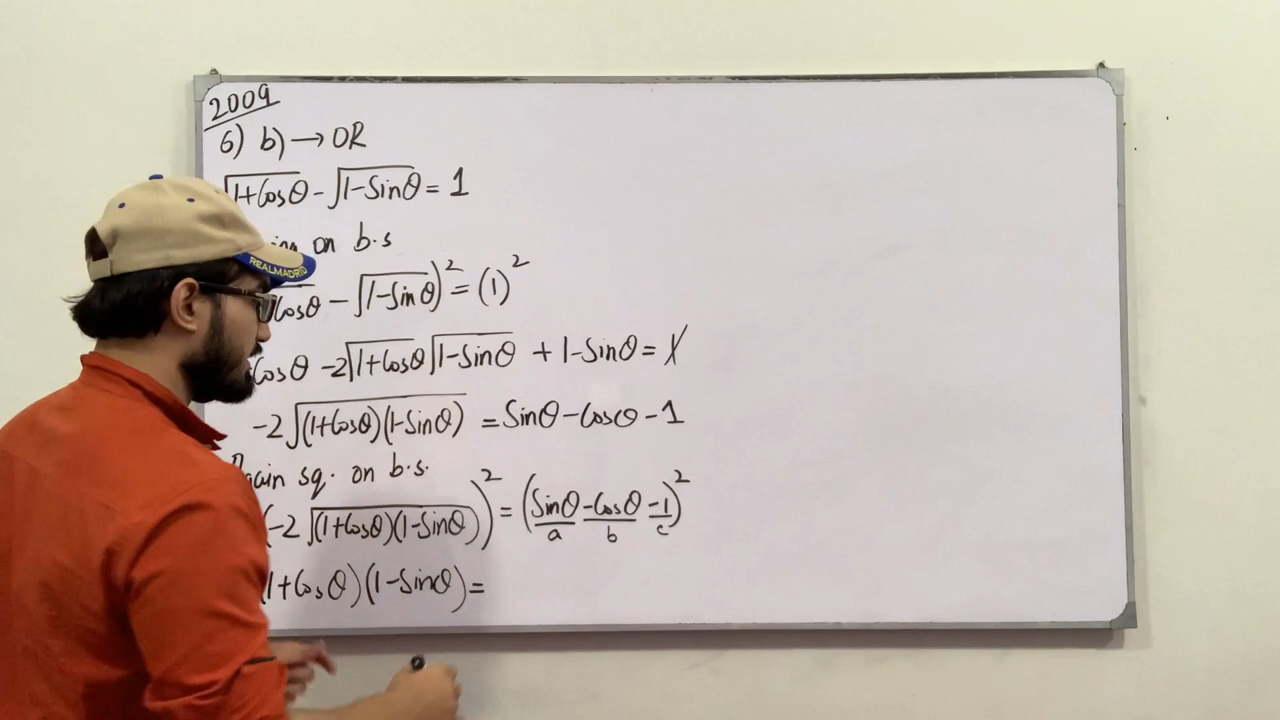 2009
6) b) → OR
√1+Cosθ - √1-Sinθ = 1
on b.s
Cosθ - √1-Sinθ)² = (1)²
Cosθ -2√1+Cosθ √1-Sinθ + 1-Sinθ = 1
-2√(1+Cosθ)(1-Sinθ) = Sinθ-Cosθ-1
Again sq. on b.s.
(-2√(1+Cosθ)(1-Sinθ))² = (Sinθ-Cosθ-1)²
a b c
(1+Cosθ)(1-Sinθ)=
REALMADRID